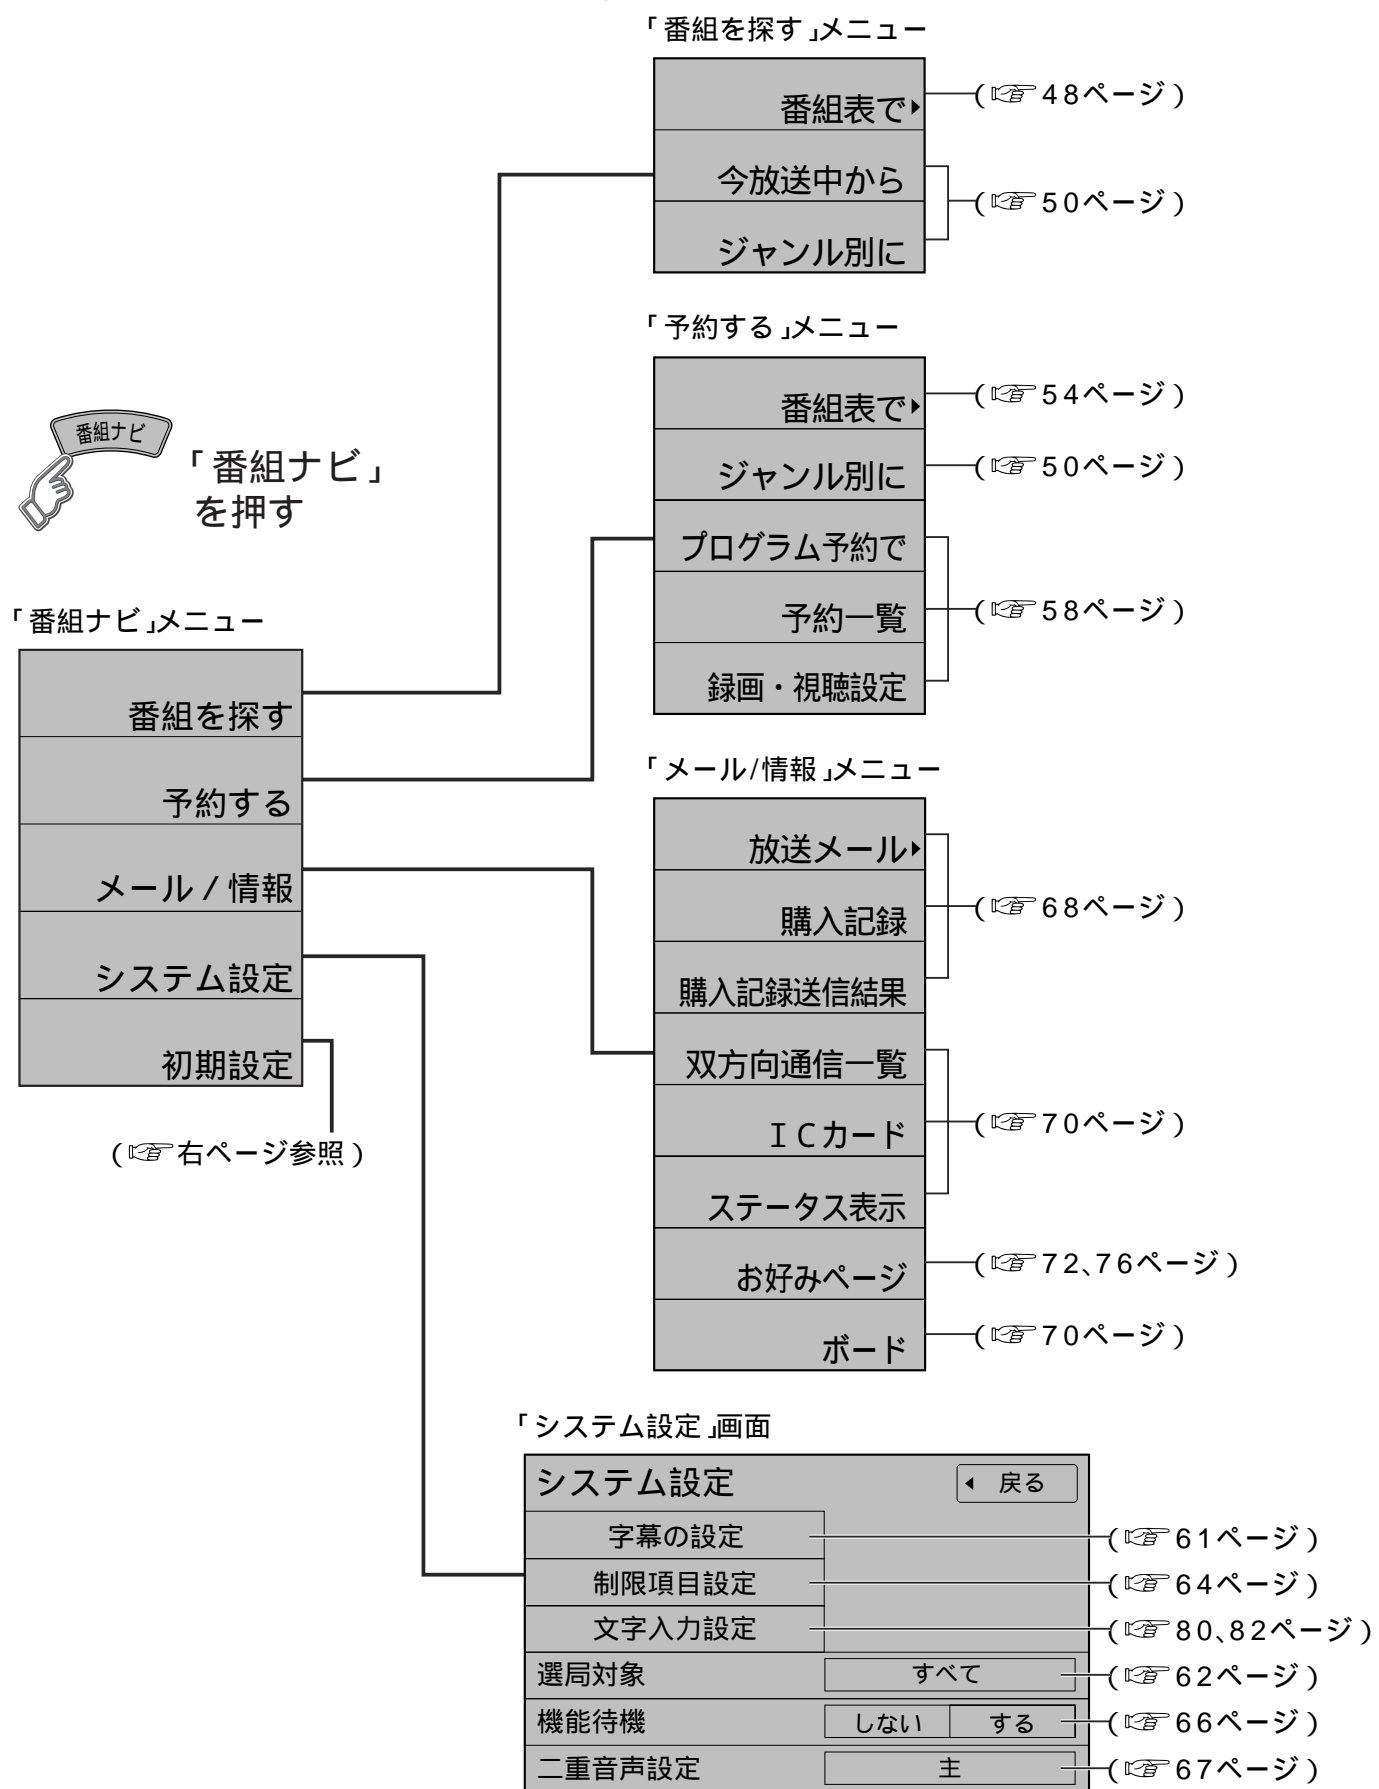 「番組を探す」メニュー
番組表で
(☞48ページ)
今放送中から
ジャンル別に
(☞50ページ)
「予約する」メニュー
番組表で
(☞54ページ)
ジャンル別に
(☞50ページ)
プログラム予約で
予約一覧
録画・視聴設定
(☞58ページ)
番組ナビ
「番組ナビ」
を押す
「番組ナビ」メニュー
番組を探す
予約する
メール/情報
システム設定
初期設定
(☞右ページ参照)
「メール/情報」メニュー
放送メール
購入記録
購入記録送信結果
(☞68ページ)
双方向通信一覧
ICカード
ステータス表示
(☞70ページ)
お好みページ
(☞72、76ページ)
ボード
(☞70ページ)
「システム設定」画面
システム設定
戻る
字幕の設定
(☞61ページ)
制限項目設定
(☞64ページ)
文字入力設定
(☞80、82ページ)
選局対象 すべて
(☞62ページ)
機能待機 しない する
(☞66ページ)
二重音声設定 主
(☞67ページ)